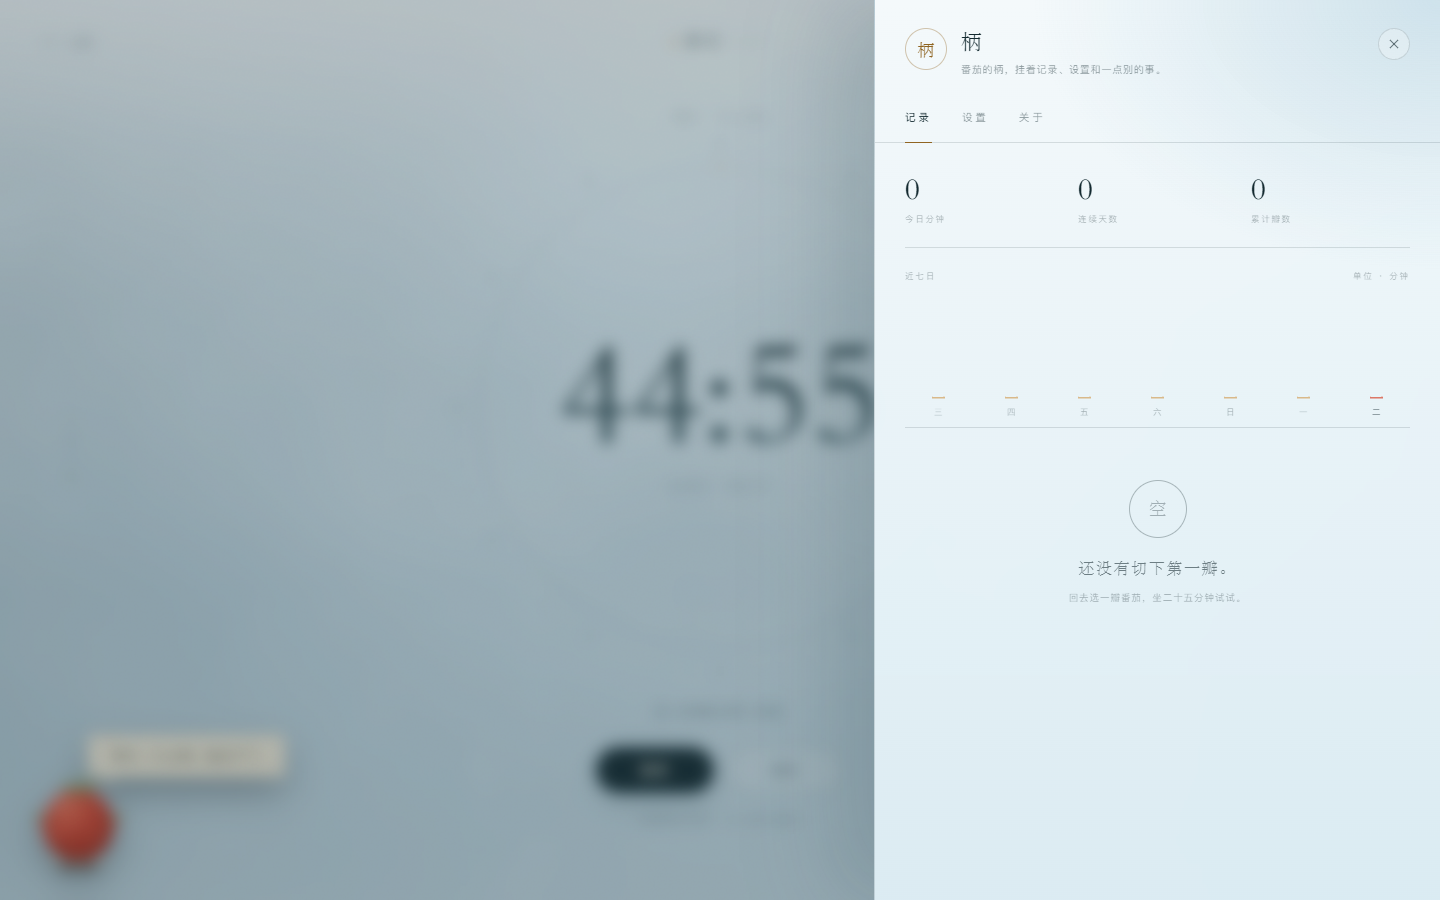 44:55
柄
柄
番茄的柄，挂着记录、设置和一点别的事。
记录
设置
关于
0
今日分钟
0
连续天数
0
累计瓣数
近七日
单位 · 分钟
三
四
五
六
日
一
二
空
还没有切下第一瓣。
回去选一瓣番茄，坐二十五分钟试试。